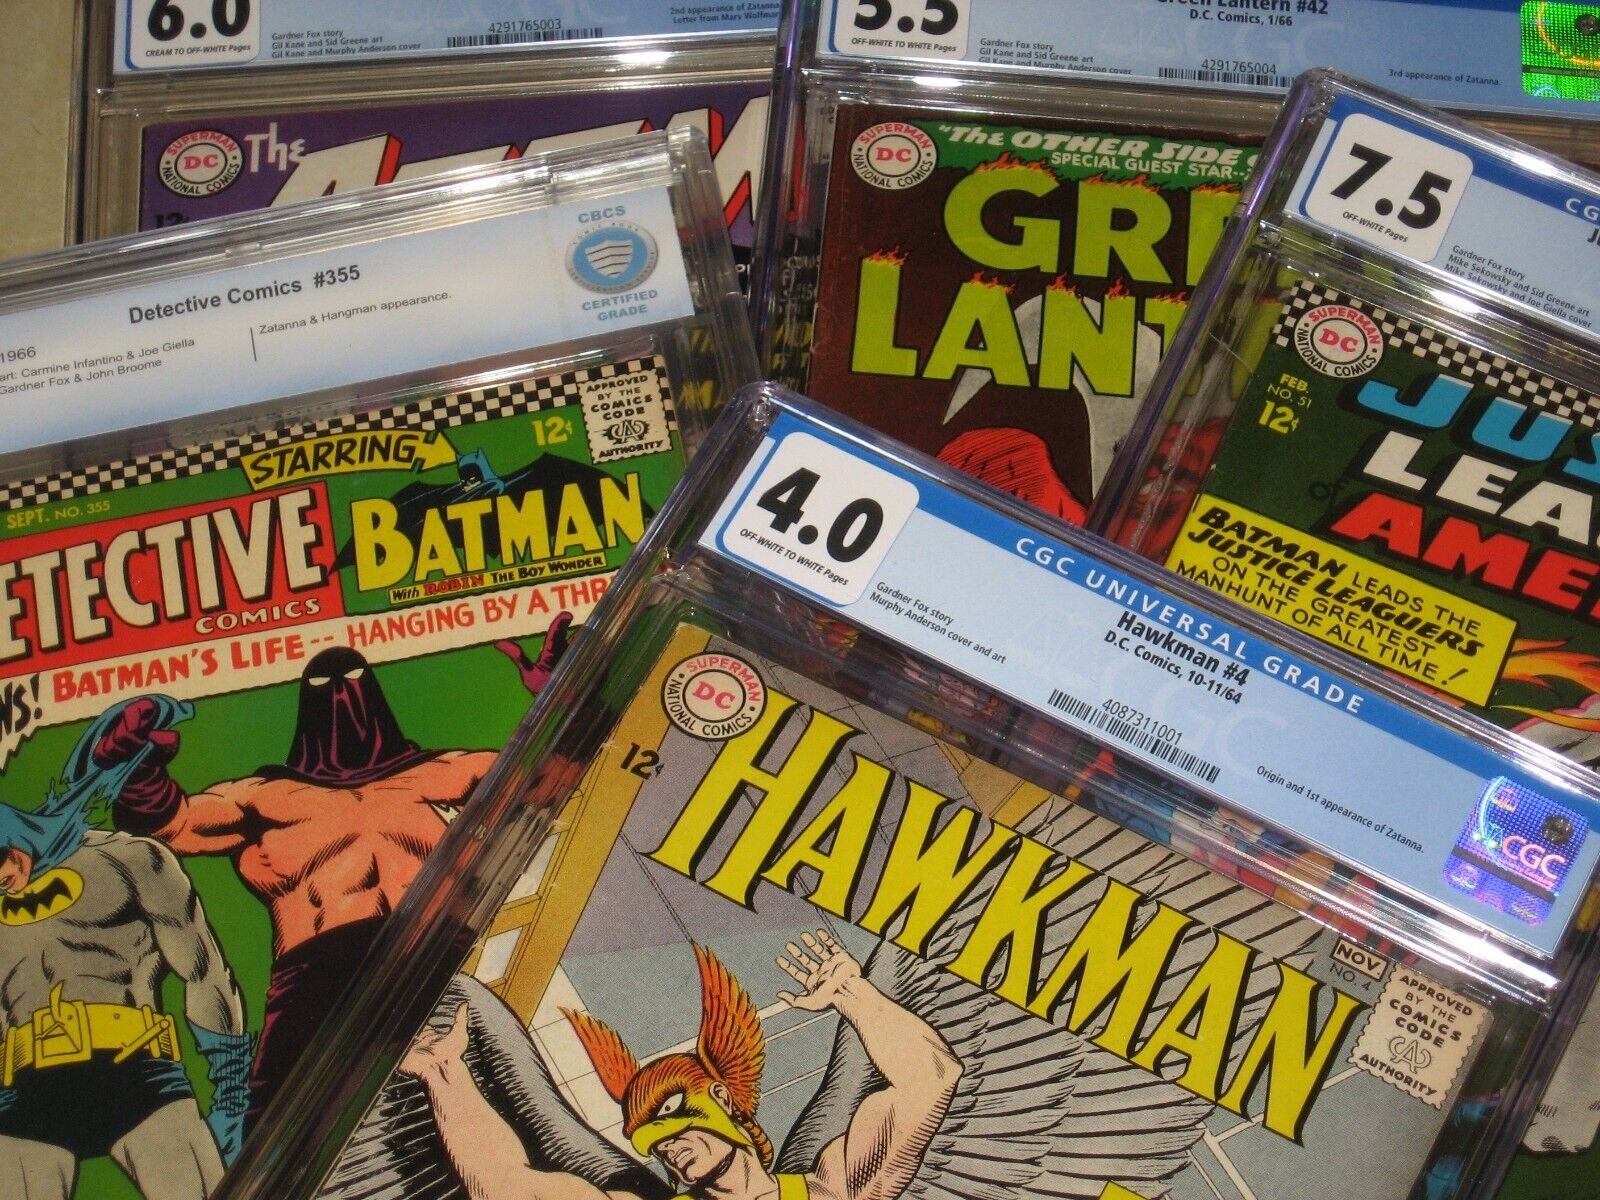 6.0
CREAM TO OFF-WHITE Pages
Gardner Fox story
Gil Kane and Sid Greene art
Gil Kane and Murphy Anderson cover
4291765003
2nd appearance of Zatanna
Letter from Marv Wolfman
SUPERMAN
DC
NATIONAL COMICS
The
12¢
5.5
OFF-WHITE TO WHITE Pages
Green Lantern #42
D.C. Comics, 1/66
Gardner Fox story
Gil Kane and Sid Greene art
Gil Kane and Murphy Anderson cover
4291765004
3rd appearance of Zatanna.
SUPERMAN
DC
NATIONAL COMICS
"The OTHER SIDE
SPECIAL GUEST STAR--
GRE
LANT
7.5
OFF-WHITE Pages
CGC
Gardner Fox story
Mike Sekowsky and Sid Greene art
Mike Sekowsky and Joe Giella cover
SUPERMAN
DC
NATIONAL COMICS
FEB.
NO. 51
12¢
JUS
LEA
OF
AME
BATMAN LEADS THE
JUSTICE LEAGUERS
ON THE GREATEST
MANHUNT OF ALL TIME!
Detective Comics #355
1966
art: Carmine Infantino & Joe Giella
Gardner Fox & John Broome
Zatanna & Hangman appearance.
CBCS
CERTIFIED
GRADE
SEPT. NO. 355
STARRING
12¢
APPROVED
BY THE
COMICS
CODE
AUTHORITY
ETECTIVE
COMICS
BATMAN
With ROBIN THE BOY WONDER
NS! BATMAN'S LIFE -- HANGING BY A THRE
4.0
OFF-WHITE TO WHITE Pages
CGC UNIVERSAL GRADE
Hawkman #4
D.C. Comics, 10-11/64
Gardner Fox story
Murphy Anderson cover and art
4087311001
Origin and 1st appearance of Zatanna.
CGC
SUPERMAN
DC
NATIONAL COMICS
12¢
HAWKMAN
NOV.
NO. 4
APPROVED
BY THE
COMICS
CODE
AUTHORITY